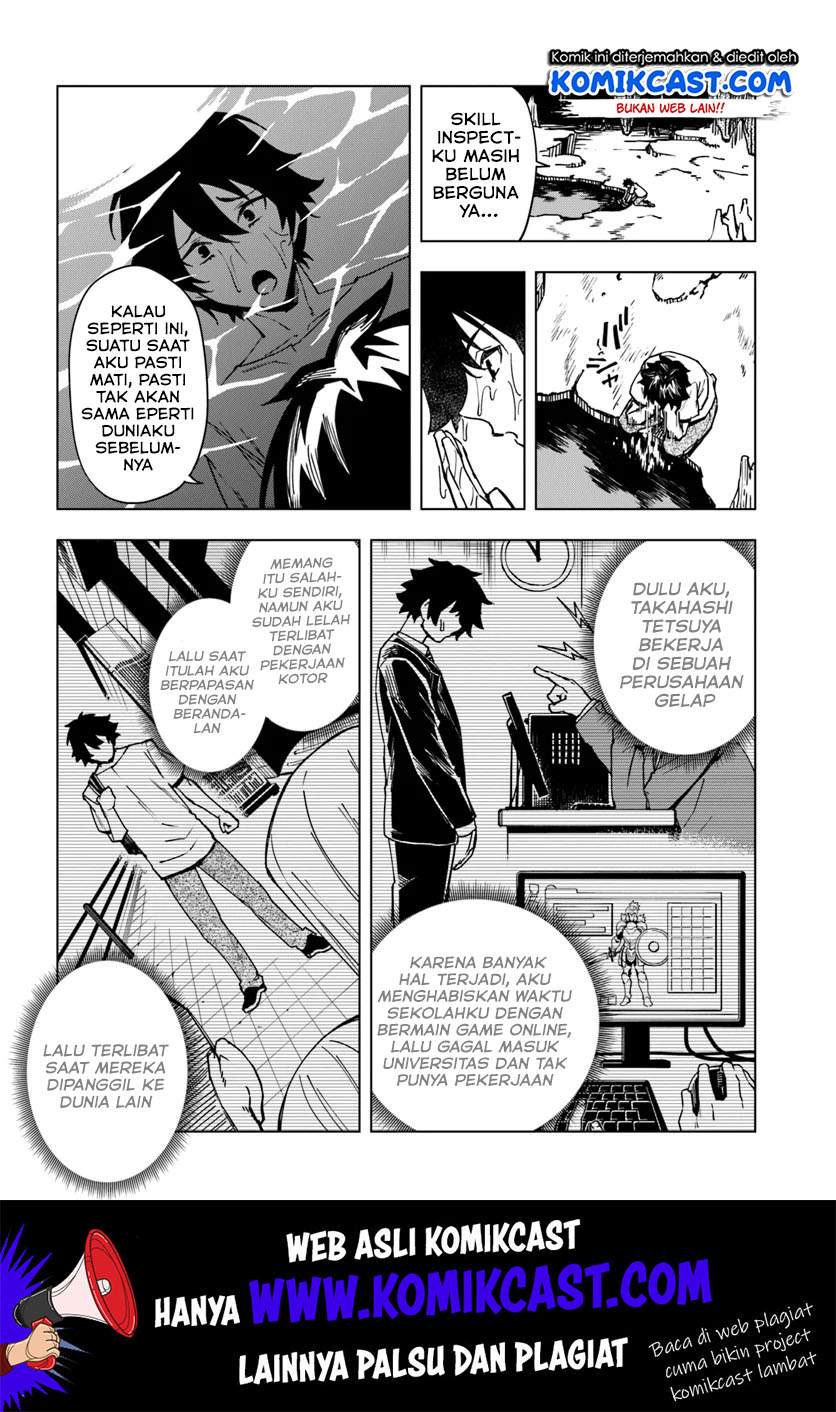 Komik ini diterjemahkan & diedit oleh
KOMIKCAST.COM
BUKAN WEB LAIN!!
SKILL
INSPECT-
KU MASIH
BELUM
BERGUNA
YA...
KALAU
SEPERTI INI,
SUATU SAAT
AKU PASTI
MATI, PASTI
TAK AKAN
SAMA EPERTI
DUNIAKU
SEBELUM-
NYA
DULU AKU,
TAKAHASHI
TETSUYA
BEKERJA
DI SEBUAH
PERUSAHAAN
GELAP
KARENA BANYAK
HAL TERJADI, AKU
MENGHABISKAN WAKTU
SEKOLAHKU DENGAN
BERMAIN GAME ONLINE,
LALU GAGAL MASUK
UNIVERSITAS DAN TAK
PUNYA PEKERJAAN
MEMANG
ITU SALAH-
KU SENDIRI,
NAMUN AKU
SUDAH LELAH
TERLIBAT
DENGAN
PEKERJAAN
KOTOR
LALU SAAT
ITULAH AKU
BERPAPASAN
DENGAN
BERANDA-
LAN
LALU TERLIBAT
SAAT MEREKA
DIPANGGIL KE
DUNIA LAIN
WEB ASLI KOMIKCAST
HANYA WWW.KOMIKCAST.COM
LAINNYA PALSU DAN PLAGIAT
Baca di web plagiat
cuma bikin project
komikcast lambat